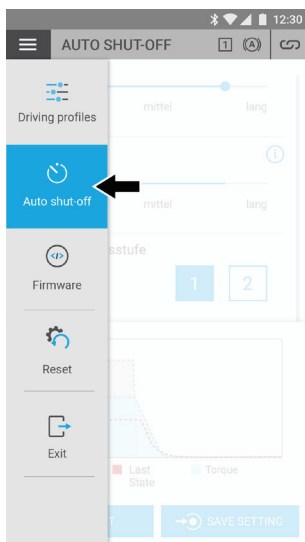 12:30
AUTO SHUT-OFF
1
(A)
Driving profiles
mittel
lang
Auto shut-off
mittel
lang
sstufe
Firmware
1
2
Reset
Exit
Last
State
Torque
T
SAVE SETTING